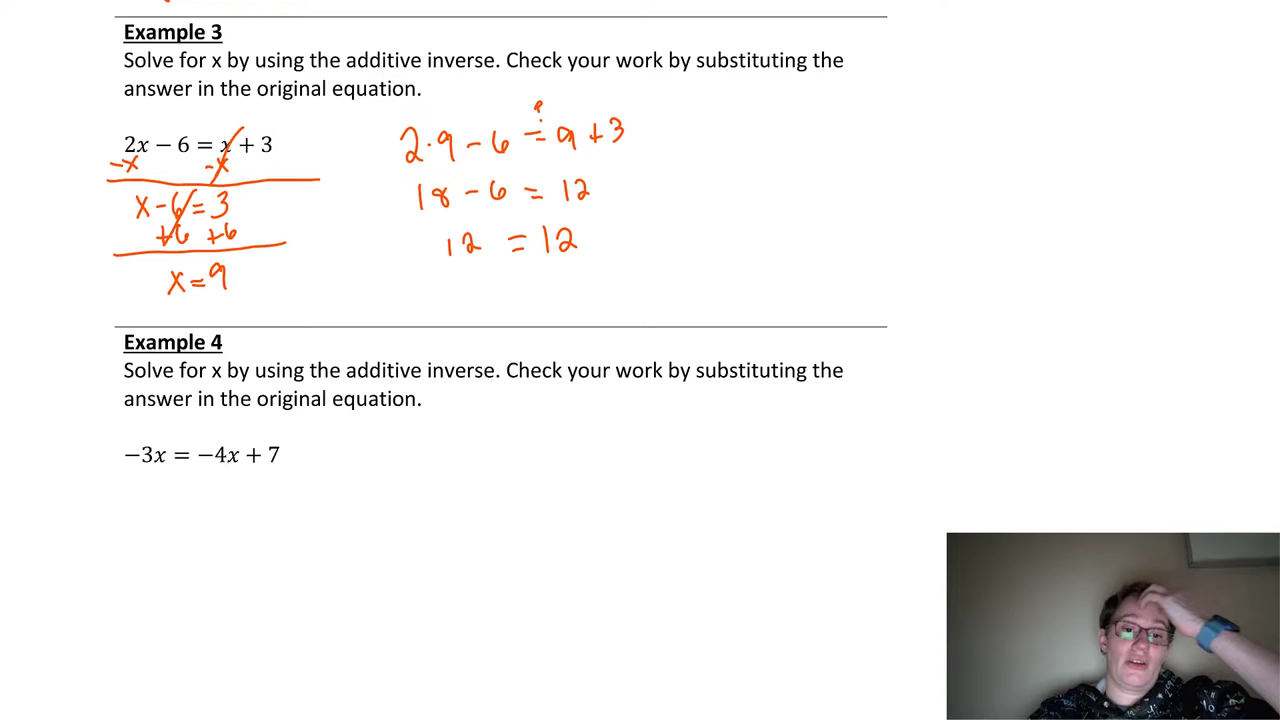 Example 3
Solve for x by using the additive inverse. Check your work by substituting the
answer in the original equation.
2x − 6 = x + 3
−x −x
x − 6 = 3
+6 +6
x = 9
2·9 − 6 ≟ 9 + 3
18 − 6 = 12
12 = 12
Example 4
Solve for x by using the additive inverse. Check your work by substituting the
answer in the original equation.
−3x = −4x + 7